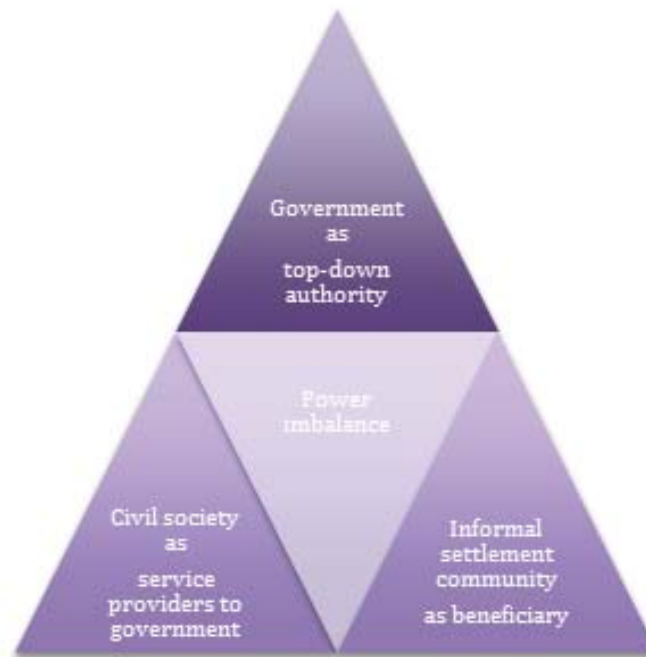 Government
as
top-down
authority
Power
imbalance
Civil society
as
service
providers to
government
Informal
settlement
community
as beneficiary